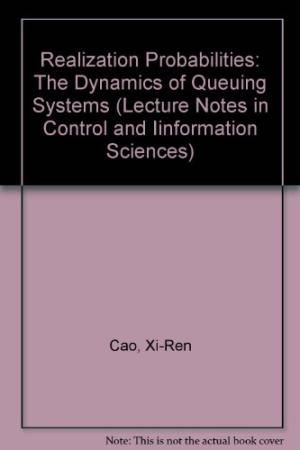 Realization Probabilities:
The Dynamics of Queuing
Systems (Lecture Notes in
Control and Iinformation
Sciences)
Cao, Xi-Ren
Note: This is not the actual book cover